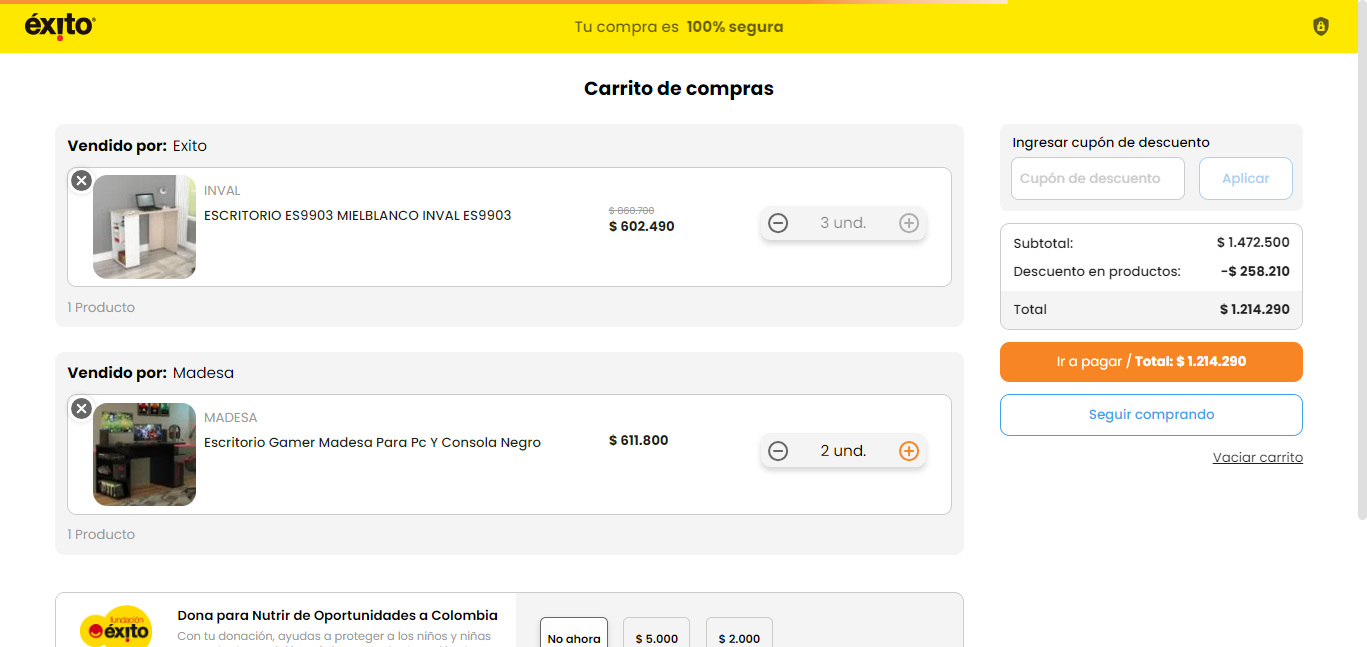 éxito
Tu compra es 100% segura
Carrito de compras
Vendido por: Exito
INVAL
ESCRITORIO ES9903 MIELBLANCO INVAL ES9903
$ 860.700
$ 602.490
3 und.
1 Producto
Vendido por: Madesa
MADESA
Escritorio Gamer Madesa Para Pc Y Consola Negro
$ 611.800
2 und.
1 Producto
fundación
éxito
Dona para Nutrir de Oportunidades a Colombia
Con tu donación, ayudas a proteger a los niños y niñas
No ahora
$ 5.000
$ 2.000
Ingresar cupón de descuento
Cupón de descuento
Aplicar
Subtotal: $ 1.472.500
Descuento en productos: -$ 258.210
Total $ 1.214.290
Ir a pagar / Total: $ 1.214.290
Seguir comprando
Vaciar carrito